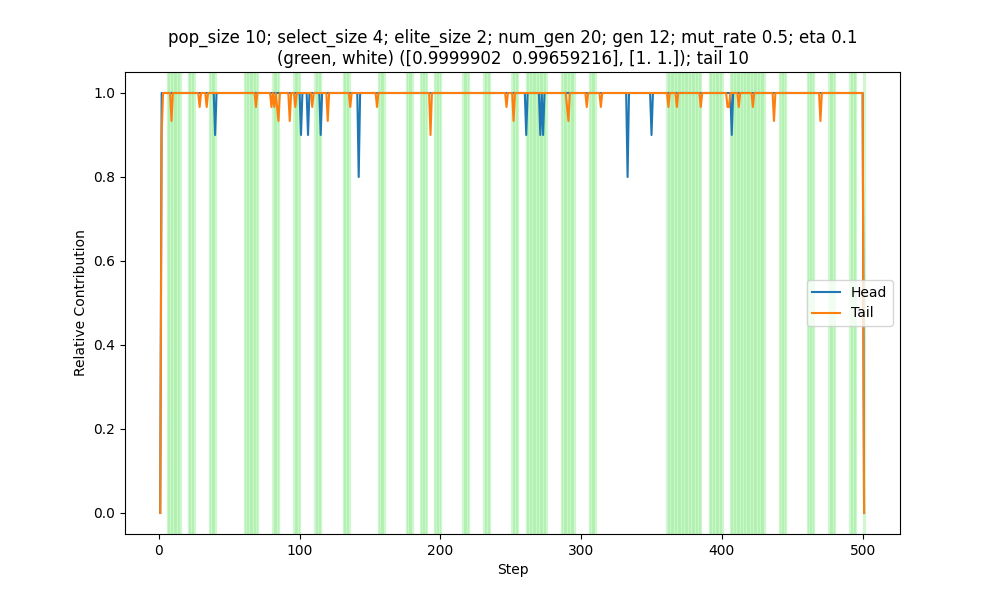 pop_size 10; select_size 4; elite_size 2; num_gen 20; gen 12; mut_rate 0.5; eta 0.1
(green, white) ([0.9999902  0.99659216], [1. 1.]); tail 10
1.0
0.8
0.6
0.4
0.2
0.0
Relative Contribution
Head
Tail
0
100
200
300
400
500
Step